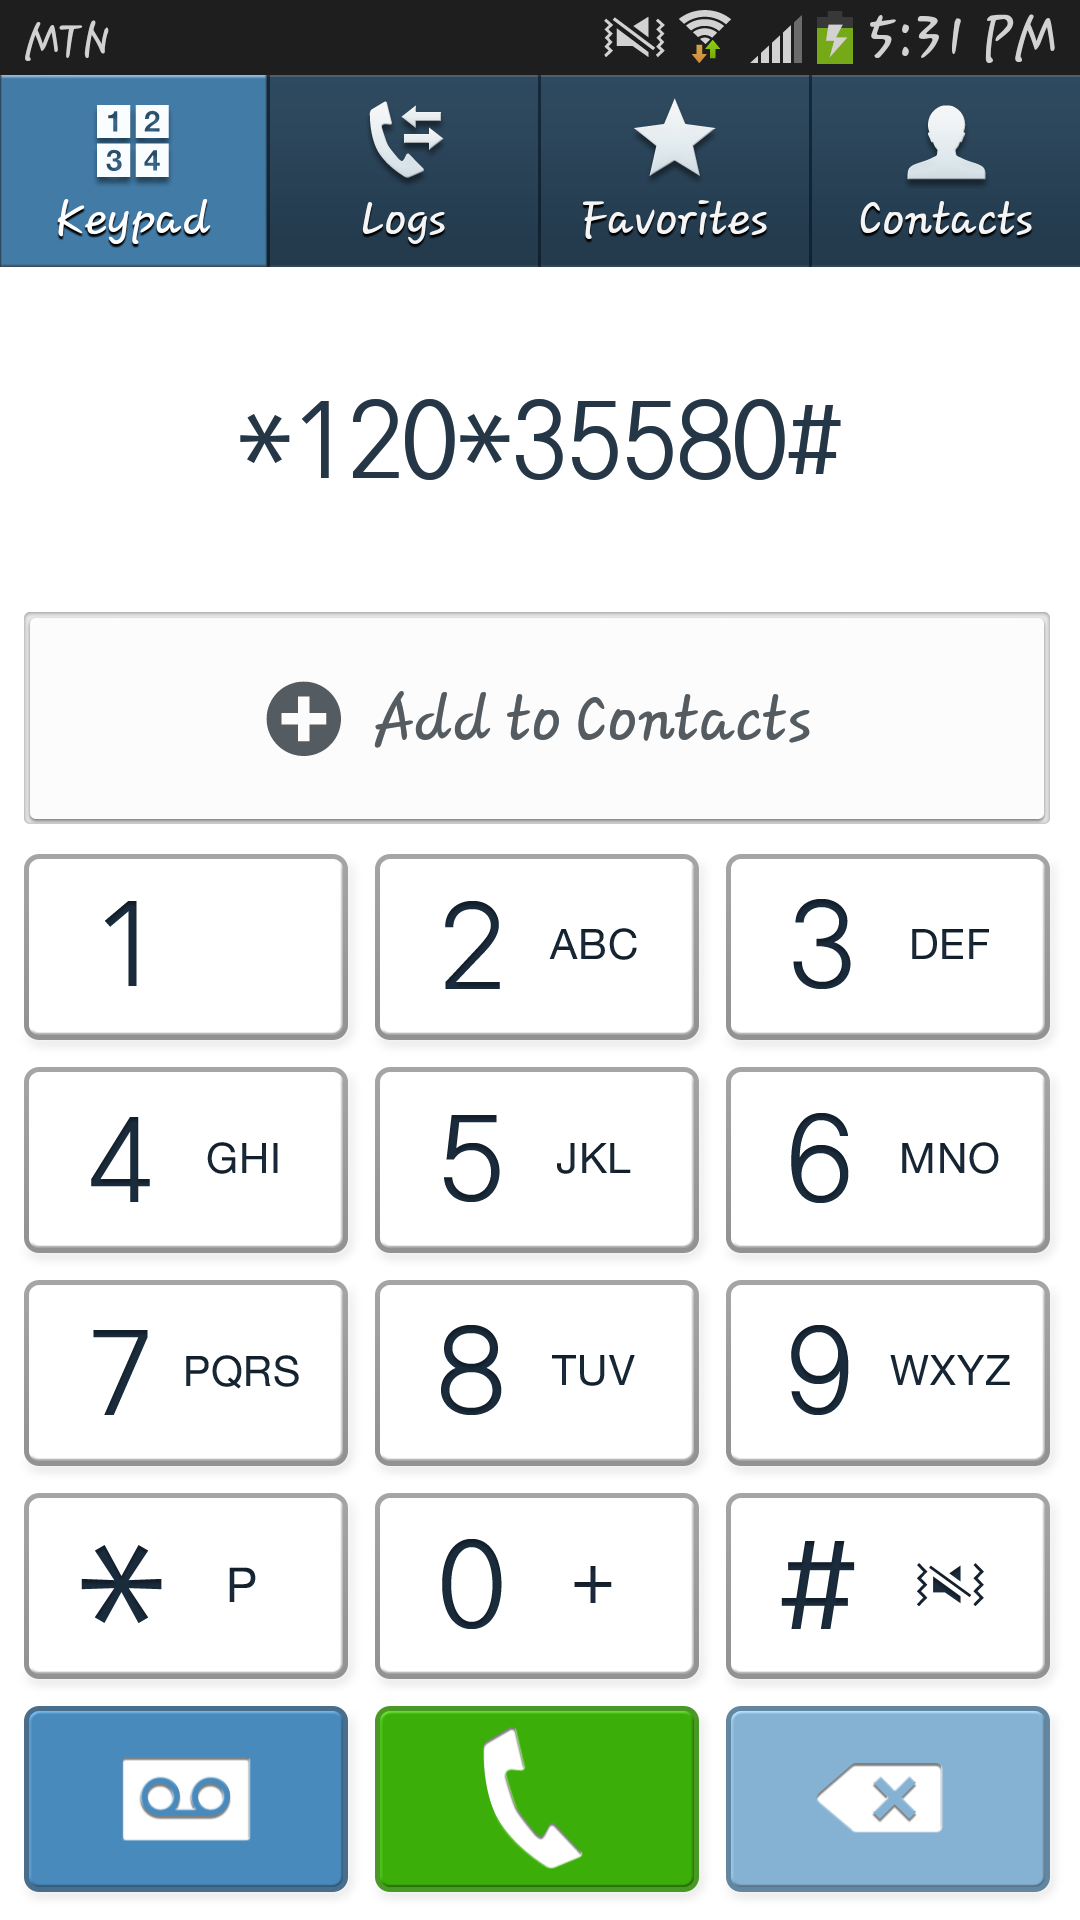 MTN 5:31 PM
1 2
3 4
Keypad Logs Favorites Contacts
*120*35580#
Add to Contacts
1 2 ABC 3 DEF
4 GHI 5 JKL 6 MNO
7 PQRS 8 TUV 9 WXYZ
* P 0 + #